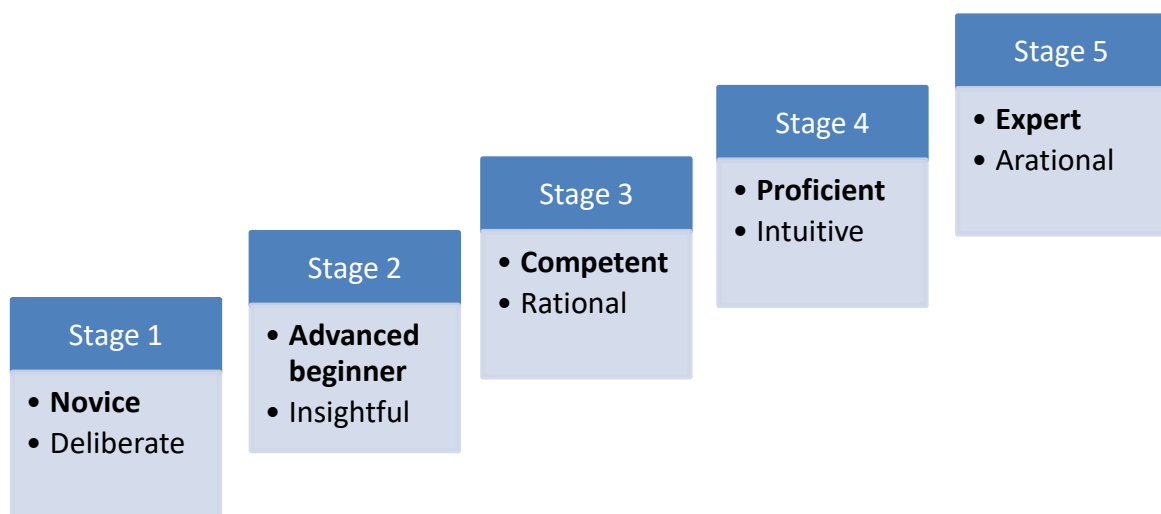 Stage 1
• Novice
• Deliberate
Stage 2
• Advanced
beginner
• Insightful
Stage 3
• Competent
• Rational
Stage 4
• Proficient
• Intuitive
Stage 5
• Expert
• Arational